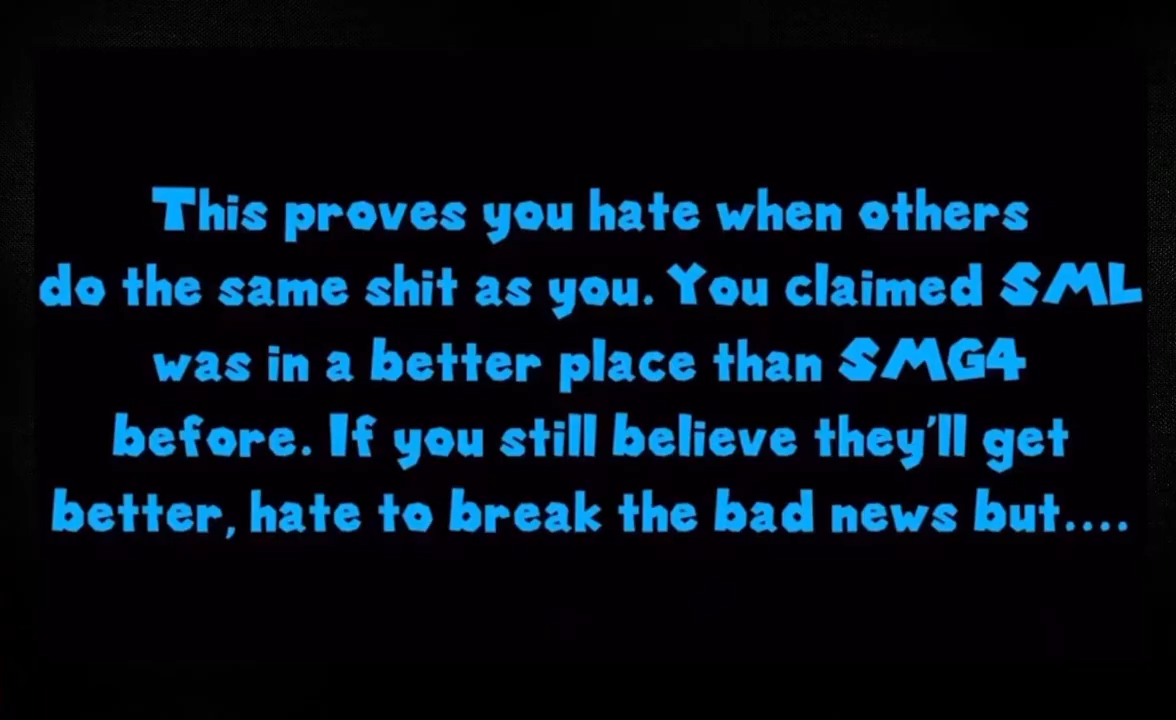 This proves you hate when others
do the same shit as you. You claimed SML
was in a better place than SMG4
before. If you still believe they'll get
better, hate to break the bad news but....